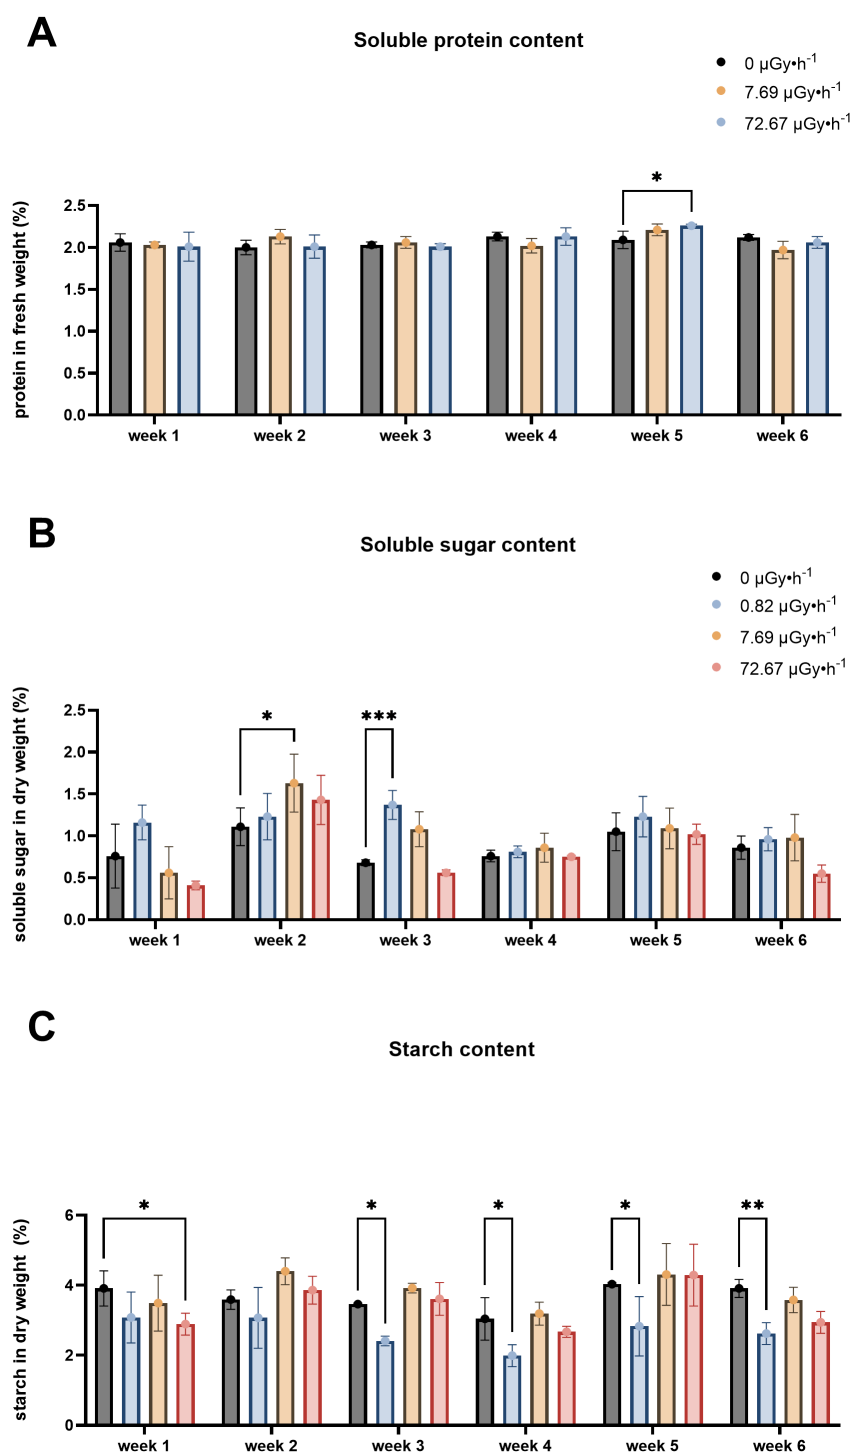 A
Soluble protein content
0 µGy•h-1
7.69 µGy•h-1
72.67 µGy•h-1
protein in fresh weight (%)
2.5
2.0
1.5
1.0
0.5
0.0
*
week 1 week 2 week 3 week 4 week 5 week 6
B
Soluble sugar content
0 µGy•h-1
0.82 µGy•h-1
7.69 µGy•h-1
72.67 µGy•h-1
soluble sugar in dry weight (%)
2.5
2.0
1.5
1.0
0.5
0.0
* ***
week 1 week 2 week 3 week 4 week 5 week 6
C
Starch content
starch in dry weight (%)
6
4
2
0
* * * * **
week 1 week 2 week 3 week 4 week 5 week 6